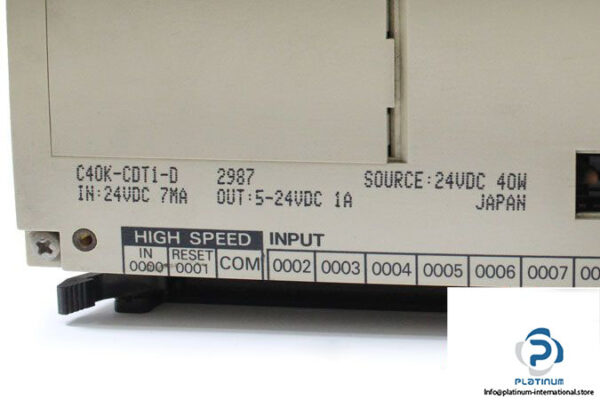 C40K-CDT1-D 2987 SOURCE:24VDC 40W
IN:24VDC 7MA OUT:5-24VDC 1A JAPAN
HIGH SPEED INPUT
IN 0000* RESET 0001 COM 0002 0003 0004 0005 0006 0007 00
PLATINUM
Info@platinum-international.store